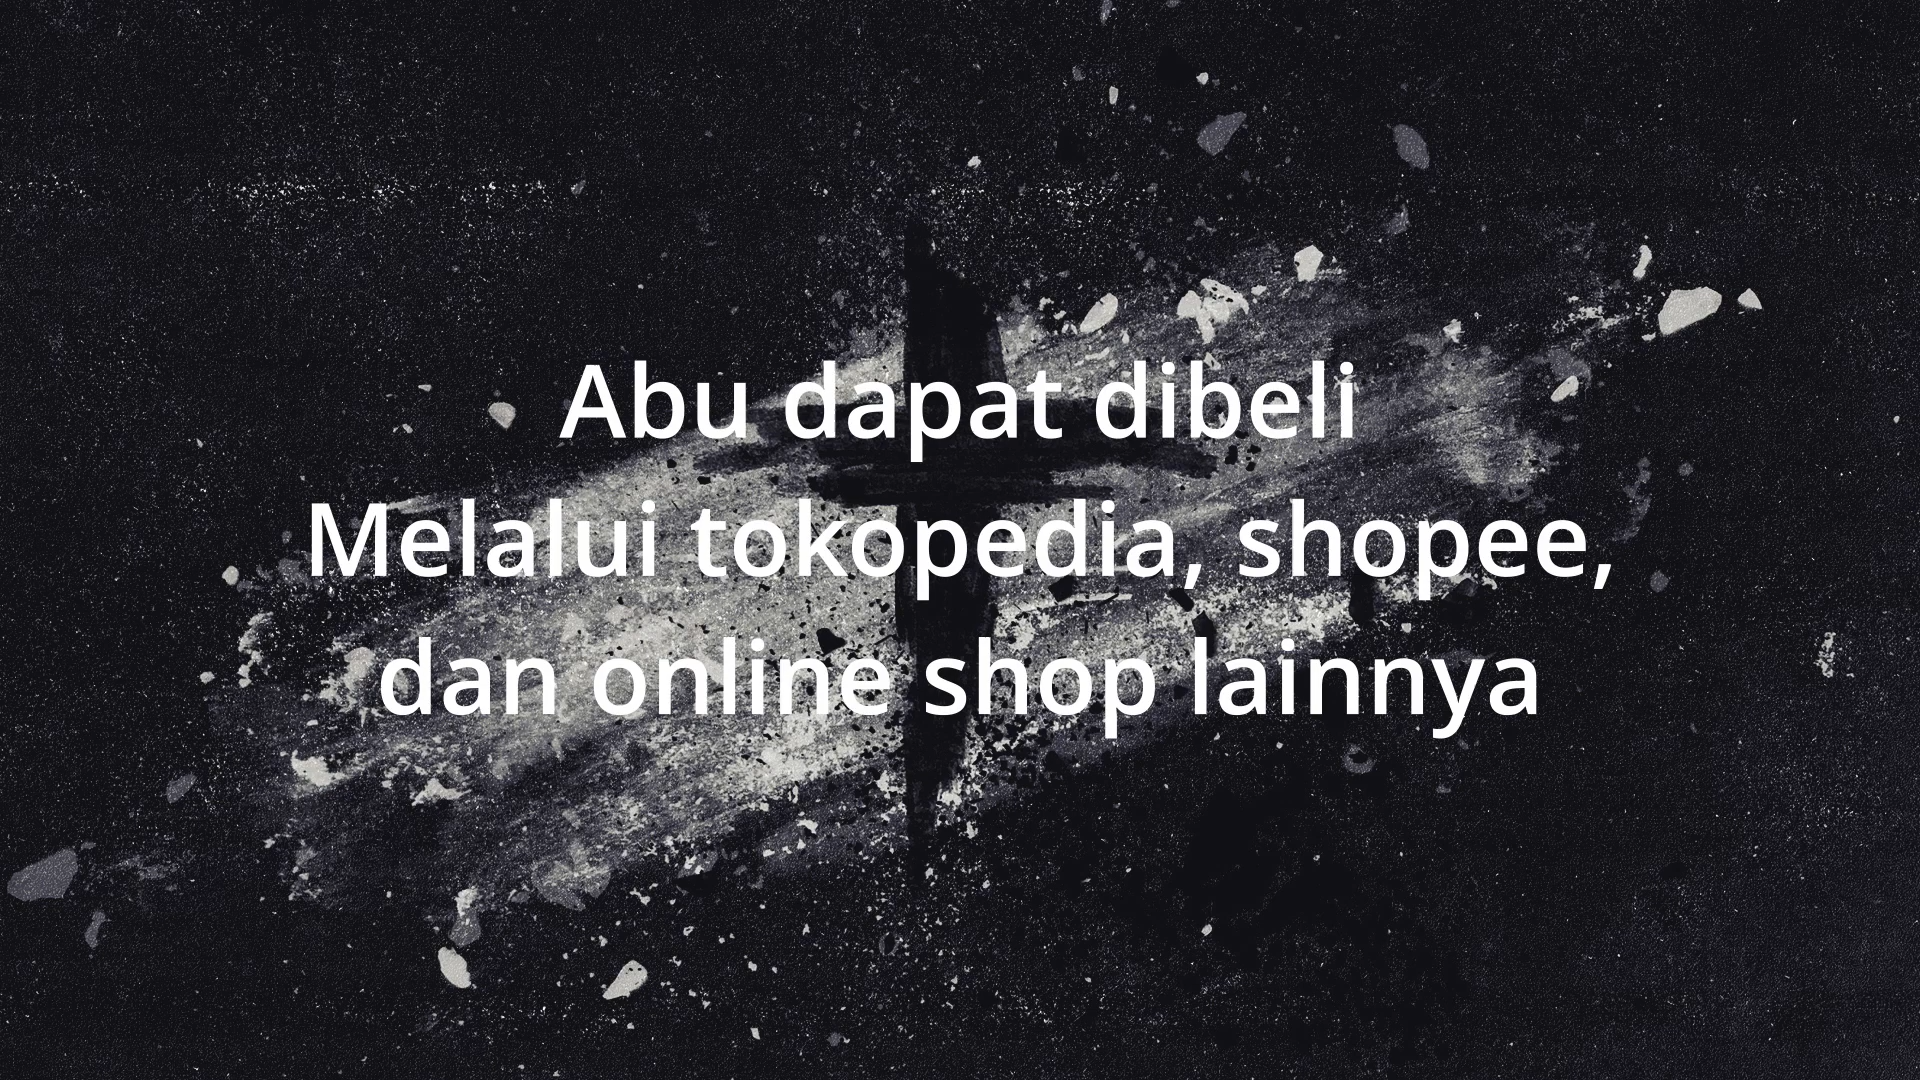 Abu dapat dibeli
Melalui tokopedia, shopee,
dan online shop lainnya